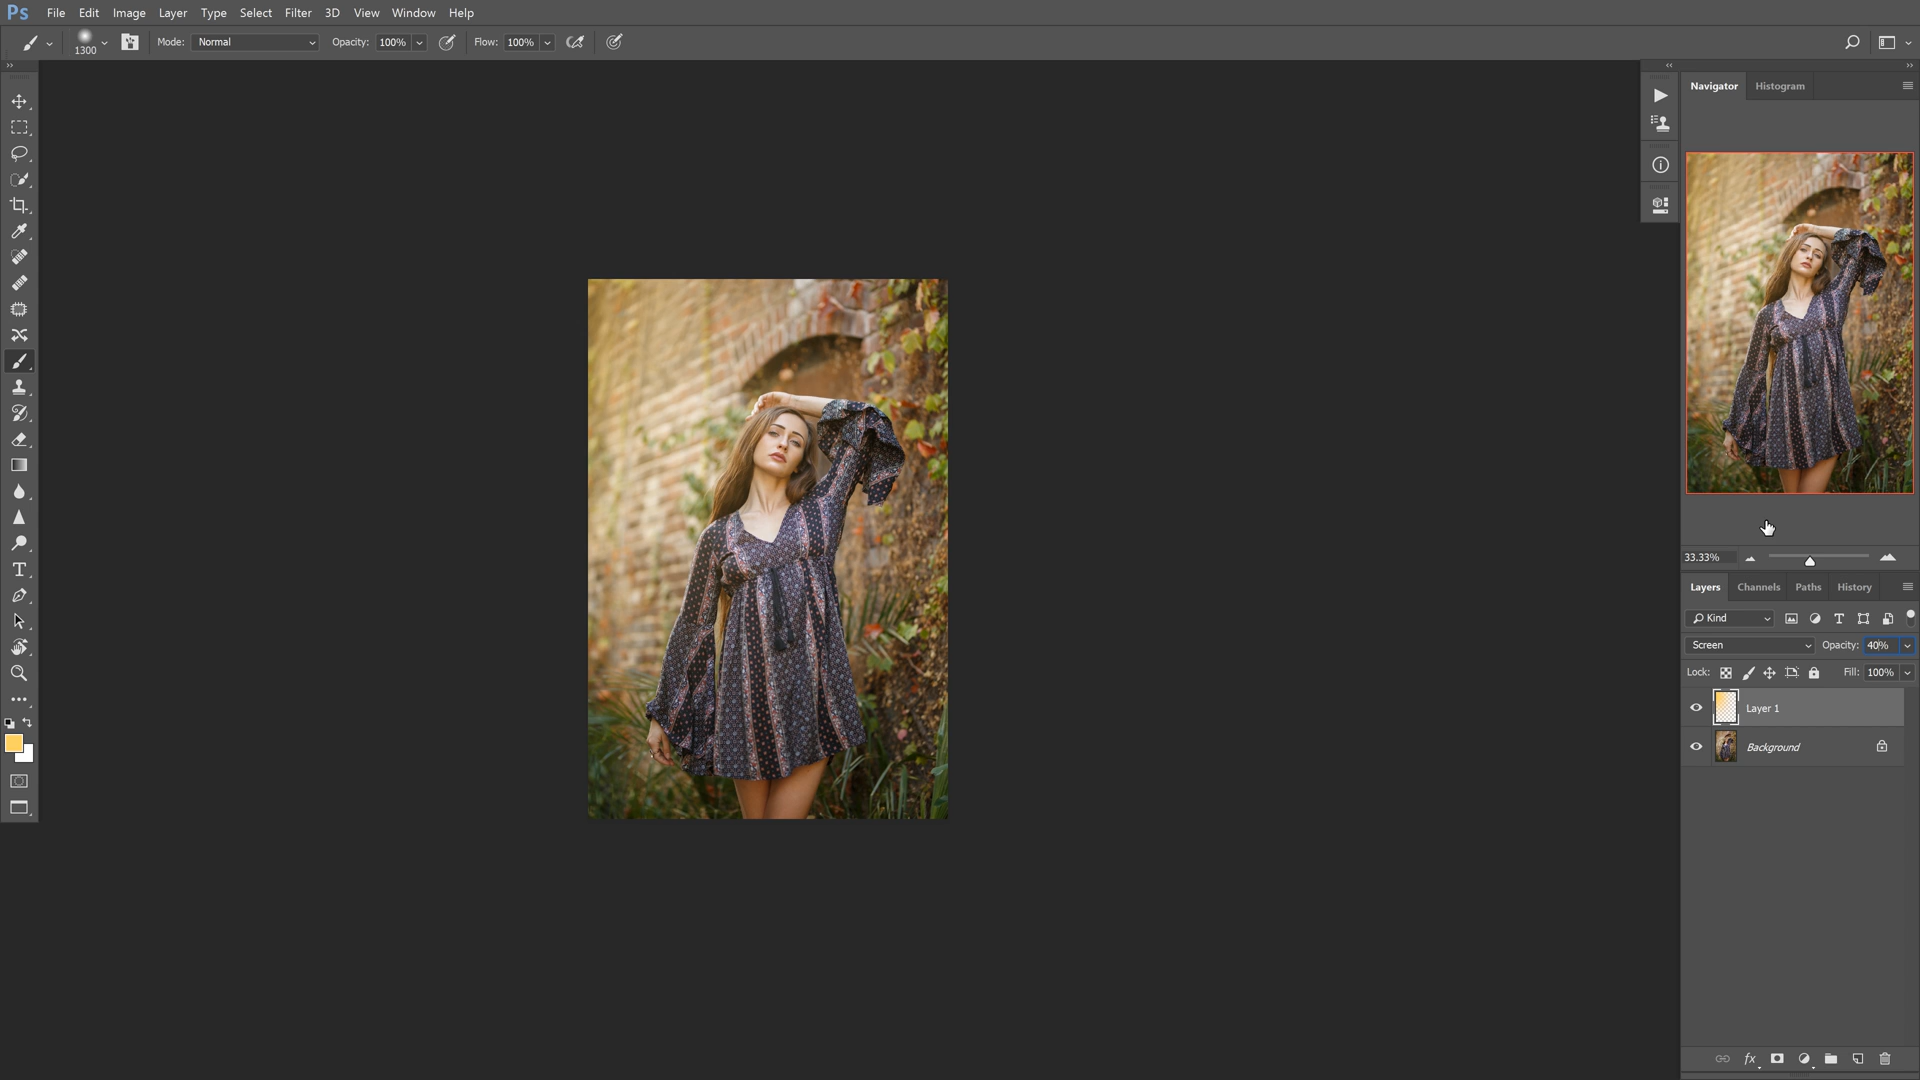 Ps File Edit Image Layer Type Select Filter 3D View Window Help
1300 Mode: Normal Opacity: 100% Flow: 100%
Navigator Histogram
33.33%
Layers Channels Paths History
Kind
Screen Opacity: 40%
Lock: Fill: 100%
Layer 1
Background
fx